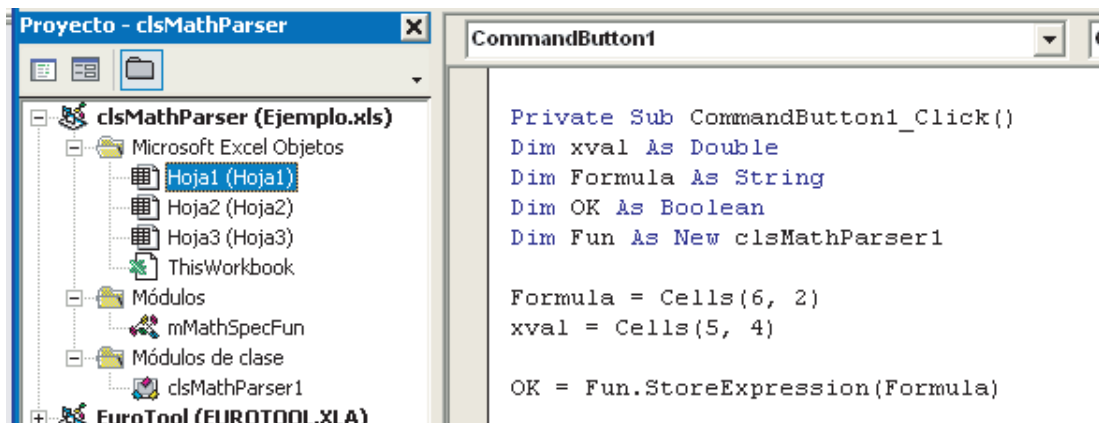 Proyecto - clsMathParser
clsMathParser (Ejemplo.xls)
Microsoft Excel Objetos
Hoja1 (Hoja1)
Hoja2 (Hoja2)
Hoja3 (Hoja3)
ThisWorkbook
Módulos
mMathSpecFun
Módulos de clase
clsMathParser1
EuroTool (EUROTOOL.XLA)
CommandButton1
Private Sub CommandButton1_Click()
Dim xval As Double
Dim Formula As String
Dim OK As Boolean
Dim Fun As New clsMathParser1
Formula = Cells(6, 2)
xval = Cells(5, 4)
OK = Fun.StoreExpression(Formula)